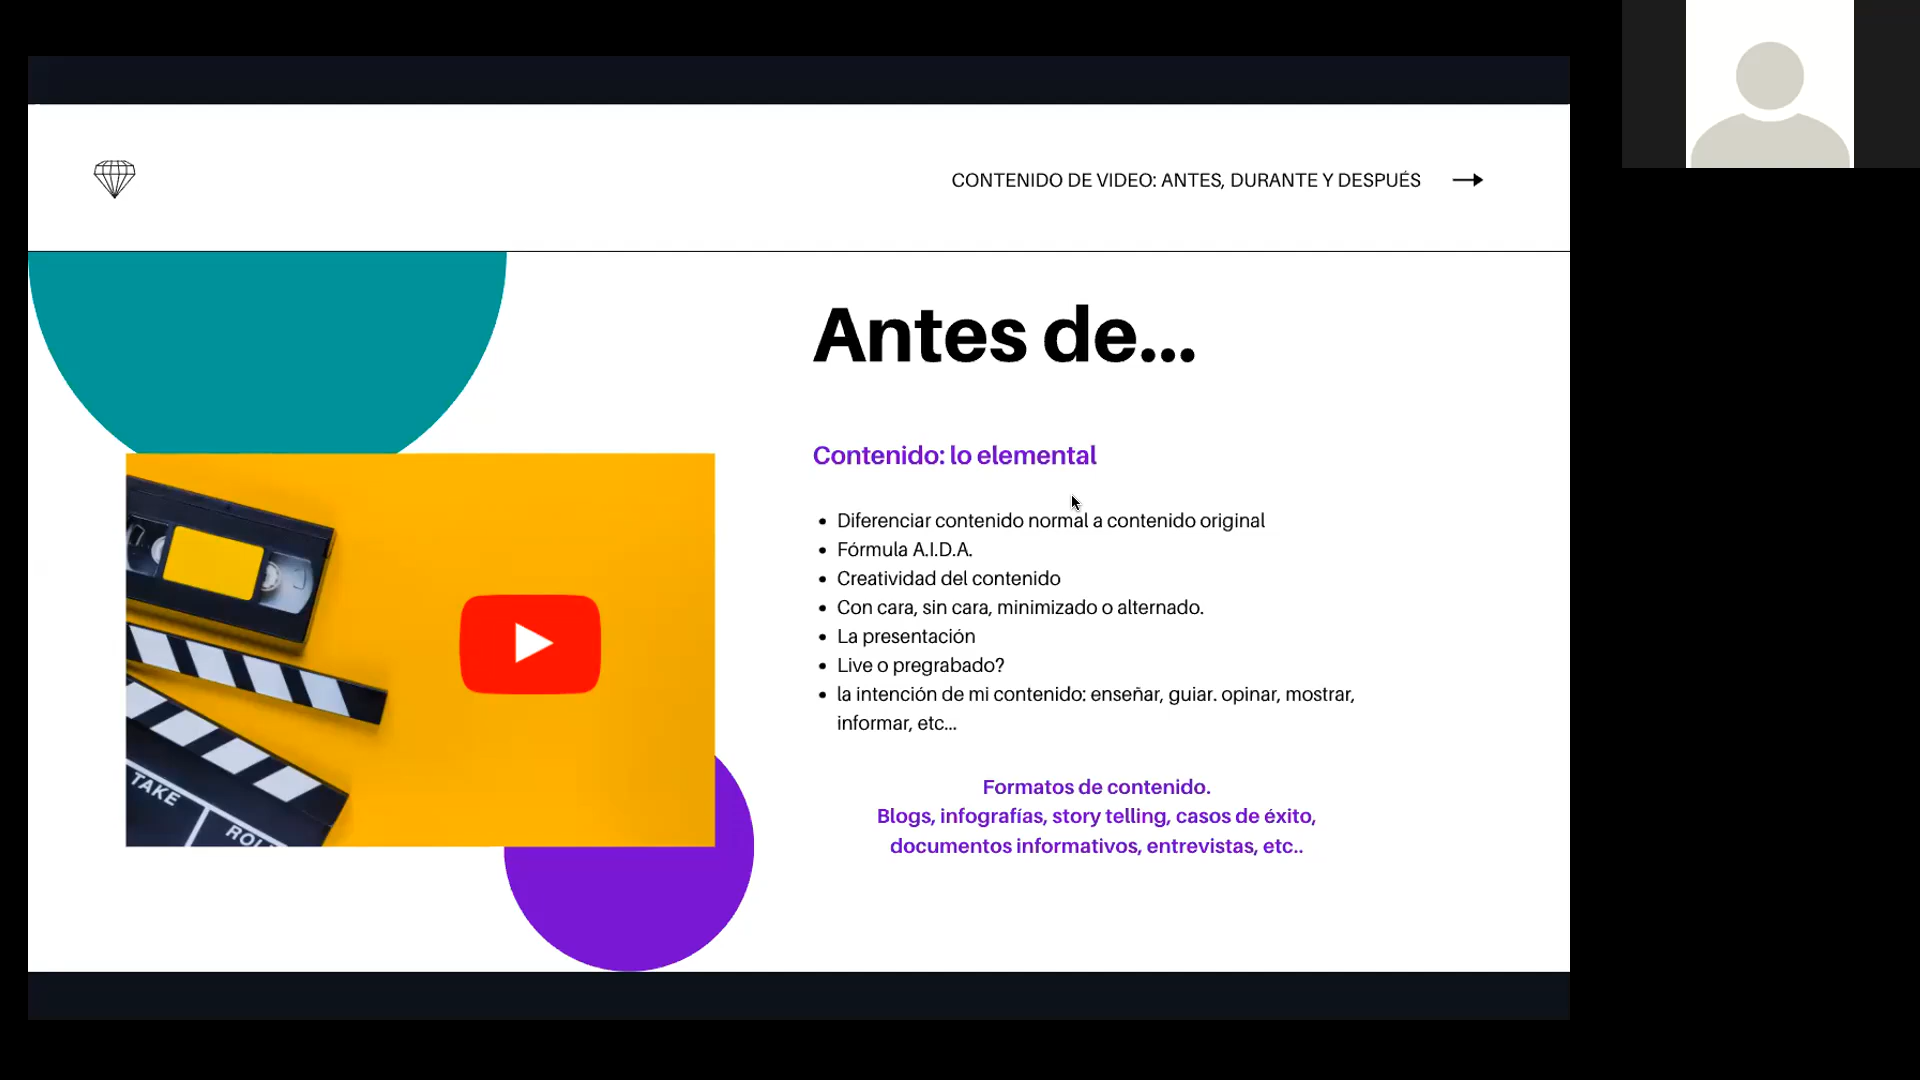 CONTENIDO DE VIDEO: ANTES, DURANTE Y DESPUÉS
Antes de...
Contenido: lo elemental
Diferenciar contenido normal a contenido original
Fórmula A.I.D.A.
Creatividad del contenido
Con cara, sin cara, minimizado o alternado.
La presentación
Live o pregrabado?
la intención de mi contenido: enseñar, guiar. opinar, mostrar,
informar, etc...
Formatos de contenido.
Blogs, infografías, story telling, casos de éxito,
documentos informativos, entrevistas, etc..
TAKE